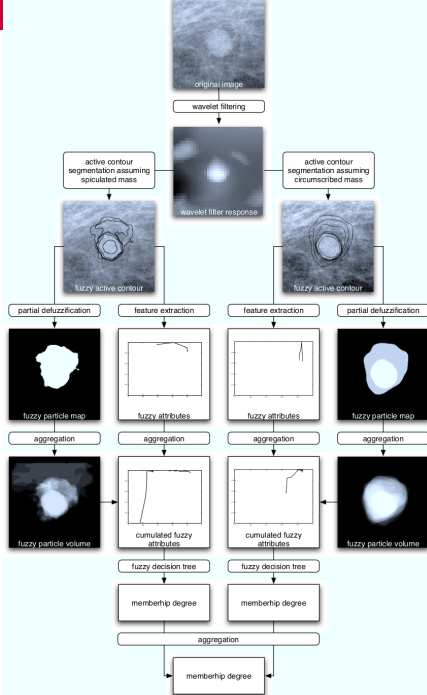 original image
wavelet filtering
active contour
segmentation assuming
spiculated mass
active contour
segmentation assuming
circumscribed mass
wavelet filter response
fuzzy active contour
fuzzy active contour
partial defuzzification
feature extraction
feature extraction
partial defuzzification
fuzzy particle map
fuzzy attributes
fuzzy attributes
fuzzy particle map
aggregation
aggregation
aggregation
aggregation
fuzzy particle volume
cumulated fuzzy
attributes
cumulated fuzzy
attributes
fuzzy particle volume
fuzzy decision tree
fuzzy decision tree
memberhip degree
memberhip degree
aggregation
memberhip degree